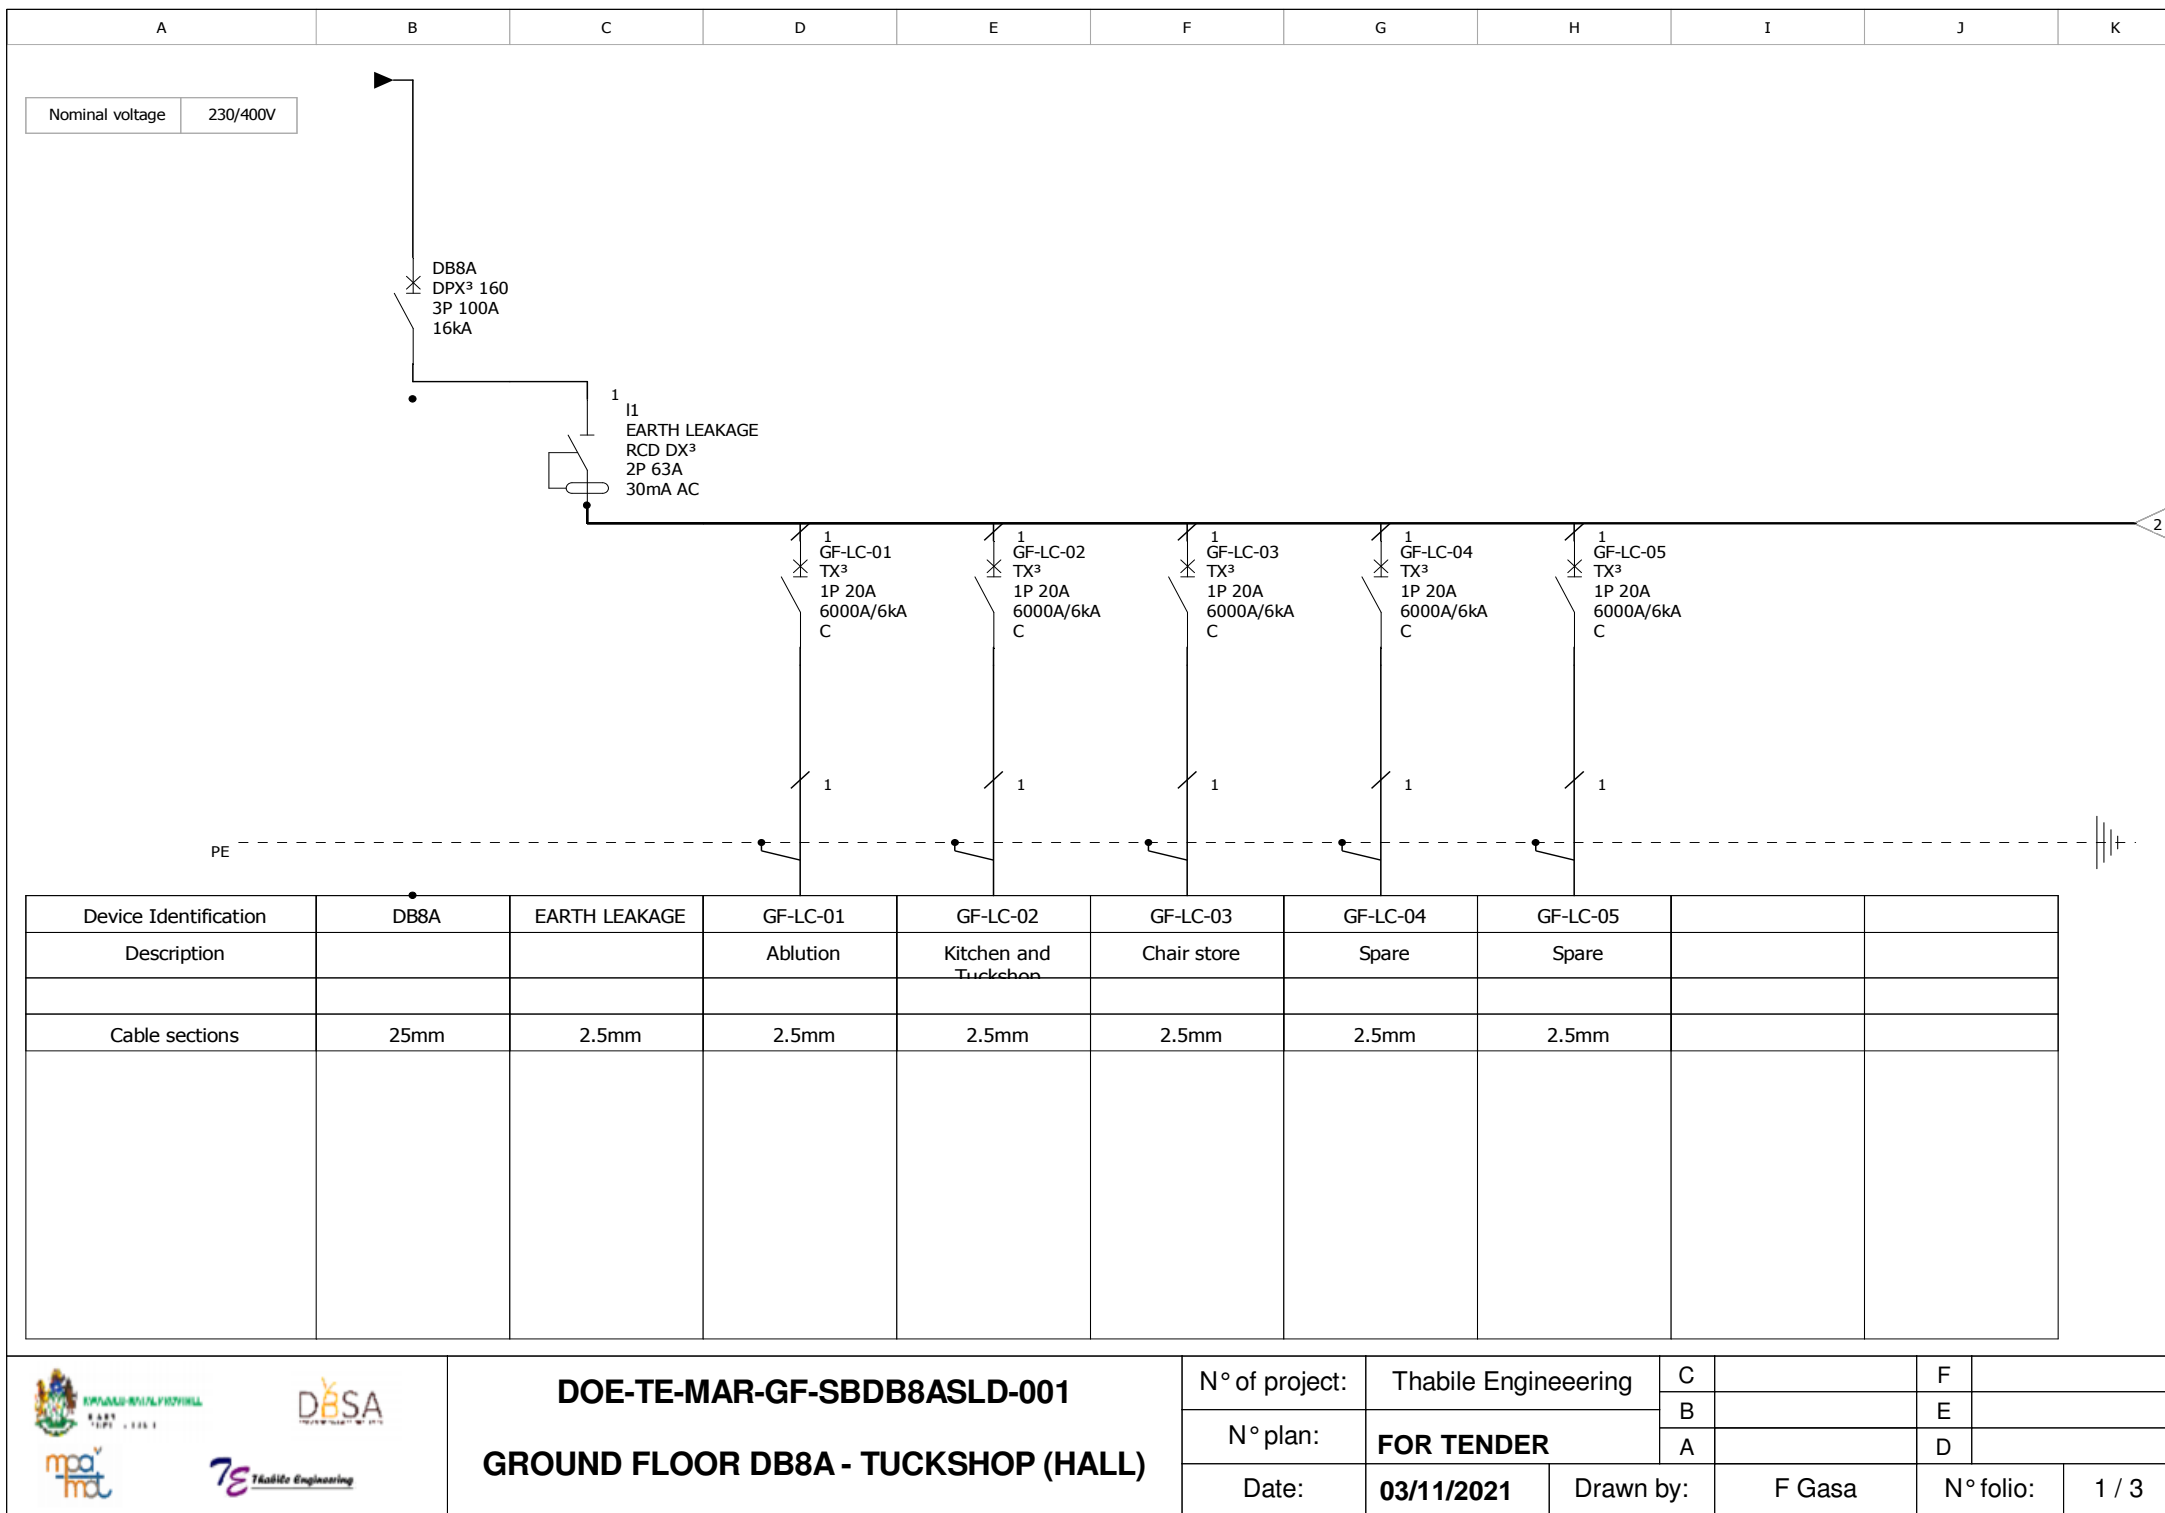 A B C D E F G H I J K
Nominal voltage 230/400V
DB8A
DPX³ 160
3P 100A
16kA
1
I1
EARTH LEAKAGE
RCD DX³
2P 63A
30mA AC
2
1 1 1 1 1
GF-LC-01 GF-LC-02 GF-LC-03 GF-LC-04 GF-LC-05
TX³ TX³ TX³ TX³ TX³
1P 20A 1P 20A 1P 20A 1P 20A 1P 20A
6000A/6kA 6000A/6kA 6000A/6kA 6000A/6kA 6000A/6kA
C C C C C
1 1 1 1 1
PE
Device Identification DB8A EARTH LEAKAGE GF-LC-01 GF-LC-02 GF-LC-03 GF-LC-04 GF-LC-05
Description Ablution Kitchen and Chair store Spare Spare
Tuckshop
Cable sections 25mm 2.5mm 2.5mm 2.5mm 2.5mm 2.5mm 2.5mm
DBSA
mpa
mot
TE Thabile Engineering
DOE-TE-MAR-GF-SBDB8ASLD-001
GROUND FLOOR DB8A - TUCKSHOP (HALL)
N° of project: Thabile Engineeering C F
B E
N° plan: FOR TENDER A D
Date: 03/11/2021 Drawn by: F Gasa N° folio: 1 / 3